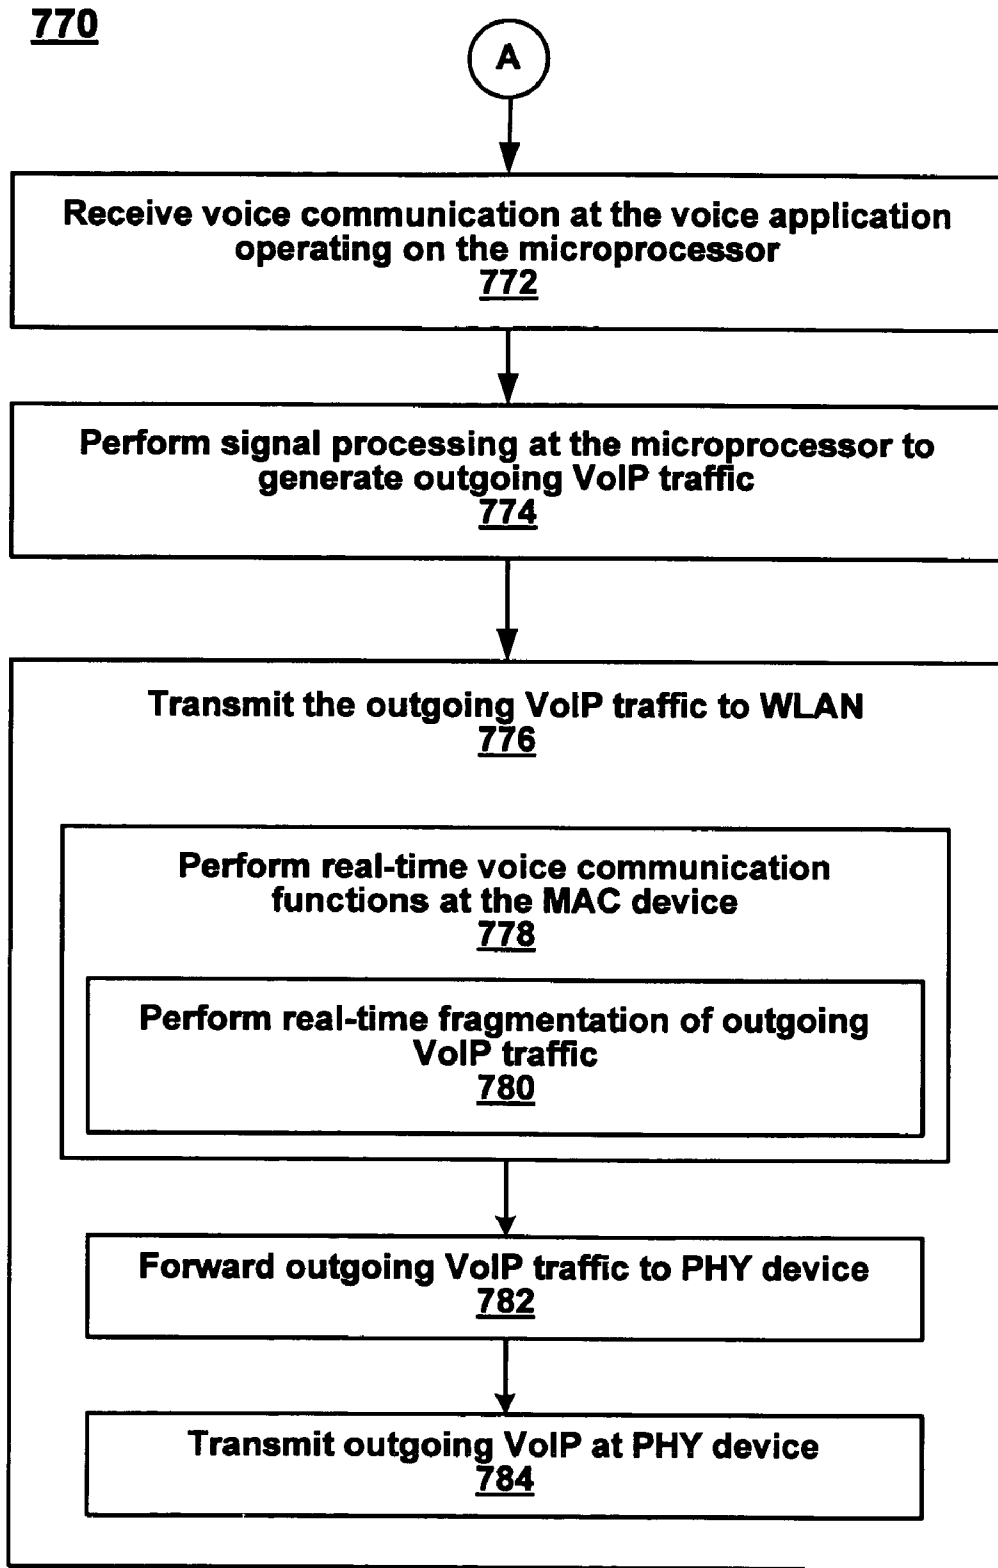 770
A
Receive voice communication at the voice application
operating on the microprocessor
772
Perform signal processing at the microprocessor to
generate outgoing VoIP traffic
774
Transmit the outgoing VoIP traffic to WLAN
776
Perform real-time voice communication
functions at the MAC device
778
Perform real-time fragmentation of outgoing
VoIP traffic
780
Forward outgoing VoIP traffic to PHY device
782
Transmit outgoing VoIP at PHY device
784